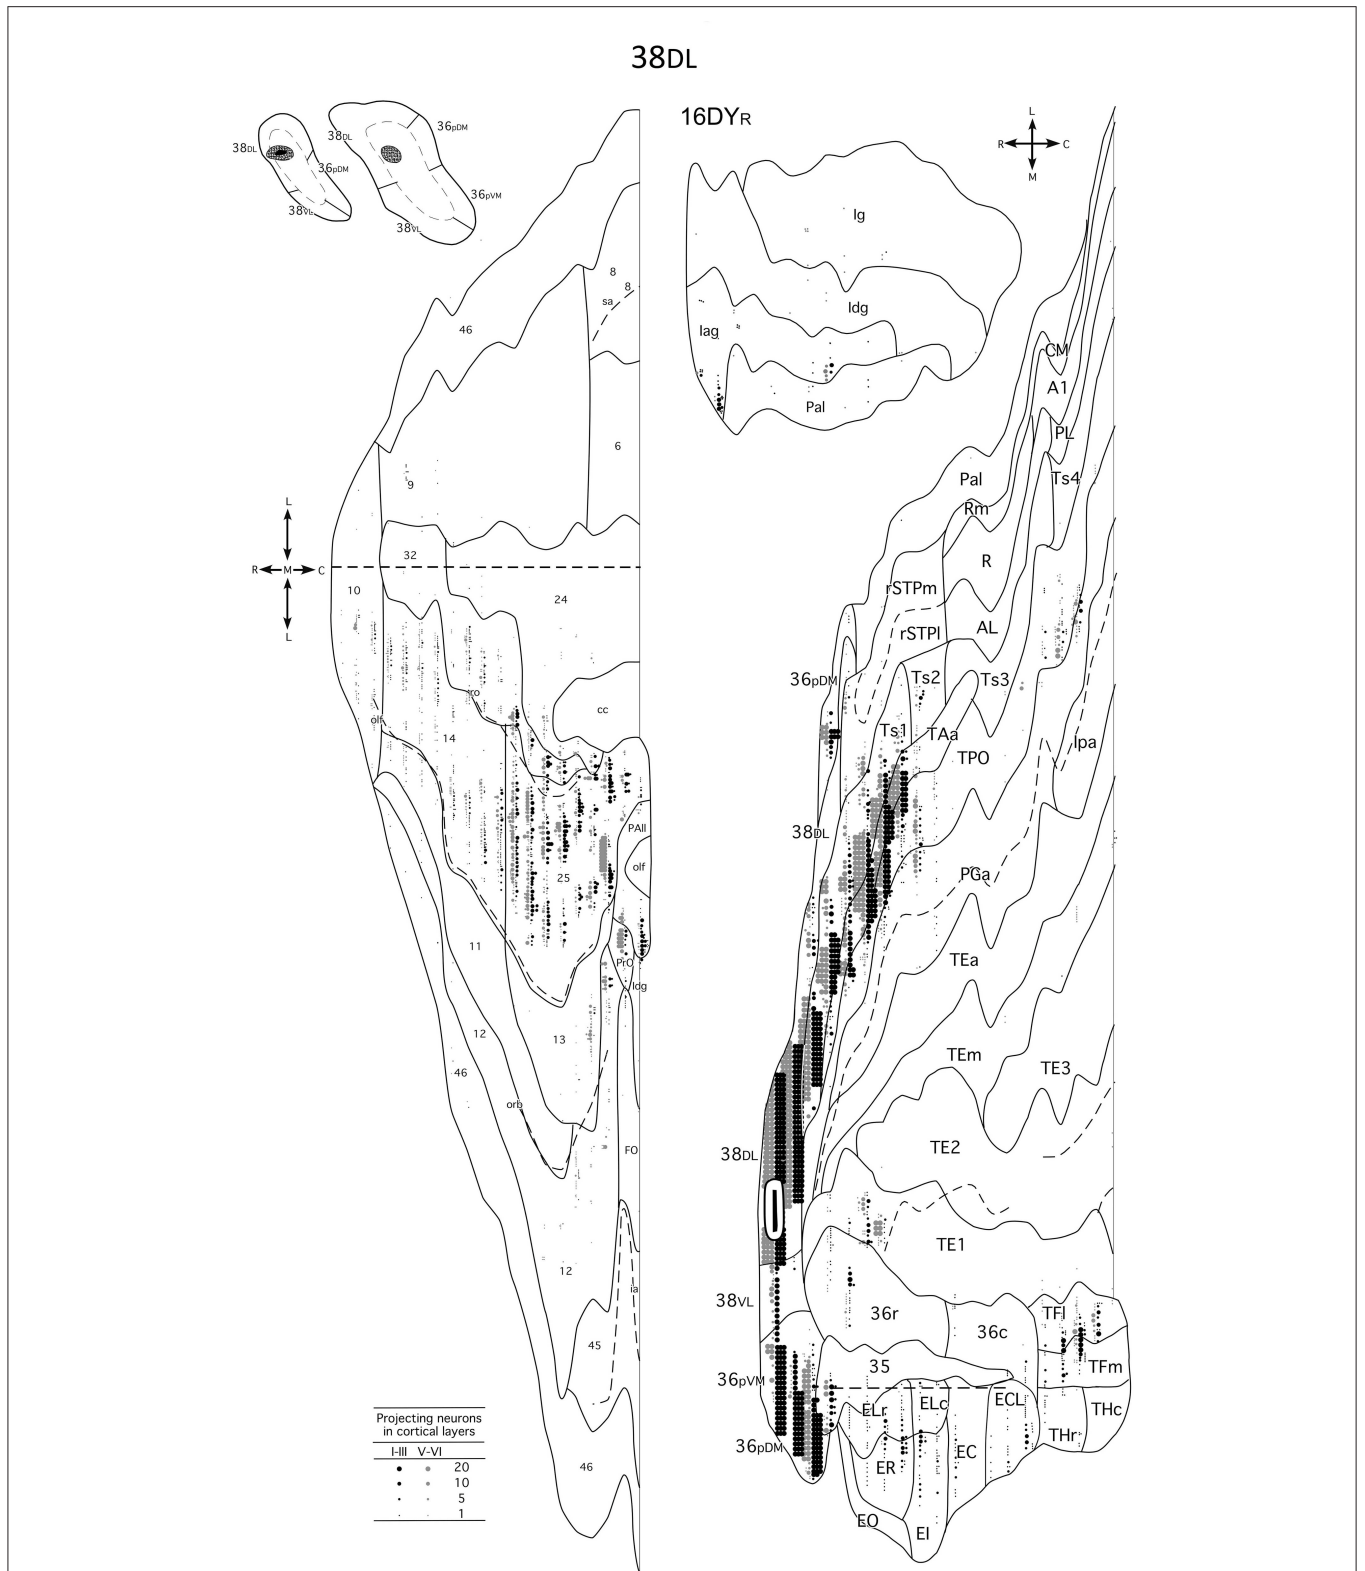 38DL
16DYR
38DL
36pDM
38VL
38DL
36pDM
36pVM
38VL
L
R
C
M
8
8
sa
46
6
9
32
L
R M C
L
10
24
ro
cc
olf
14
PAll
olf
25
11
PrO
Idg
12
13
46
orb
FO
12
ia
45
46
Projecting neurons
in cortical layers
I-III V-VI
20
10
5
1
Ig
Idg
Iag
Pal
CM
A1
PL
Pal
Ts4
Rm
R
rSTPm
AL
rSTPl
36pDM
Ts2
Ts3
Ts1
TAa
TPO
Ipa
38DL
PGa
TEa
TEm
TE3
38DL
TE2
TE1
38VL
36r
36c
TFl
35
TFm
36pVM
ELr
ELc
ECL
THc
36pDM
THr
ER
EC
EO
EI